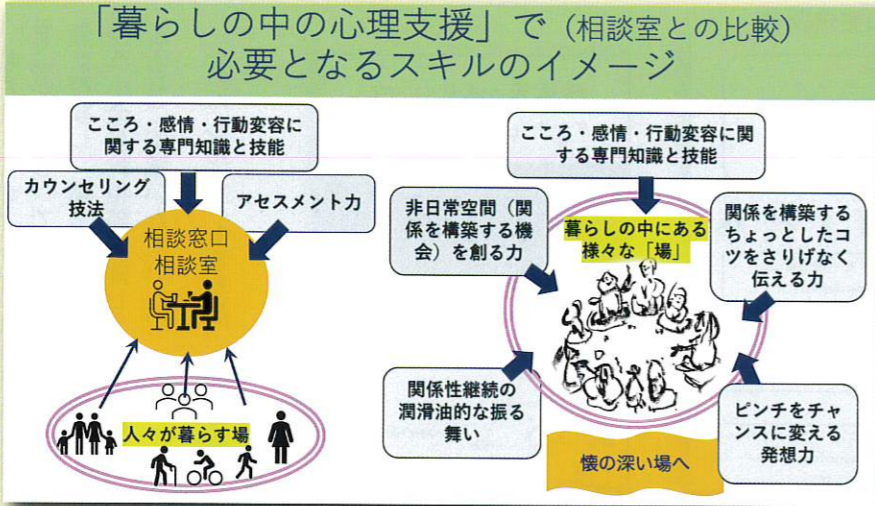 「暮らしの中の心理支援」で(相談室との比較)
必要となるスキルのイメージ
こころ・感情・行動変容に
関する専門知識と技能
カウンセリング
技法
アセスメント力
相談窓口
相談室
人々が暮らす場
こころ・感情・行動変容に関
する専門知識と技能
非日常空間(関
係を構築する機
会)を創る力
暮らしの中にある
様々な「場」
関係を構築する
ちょっとしたコ
ツをさりげなく
伝える力
関係性継続の
潤滑油的な振る
舞い
ピンチをチャ
ンスに変える
発想力
懐の深い場へ